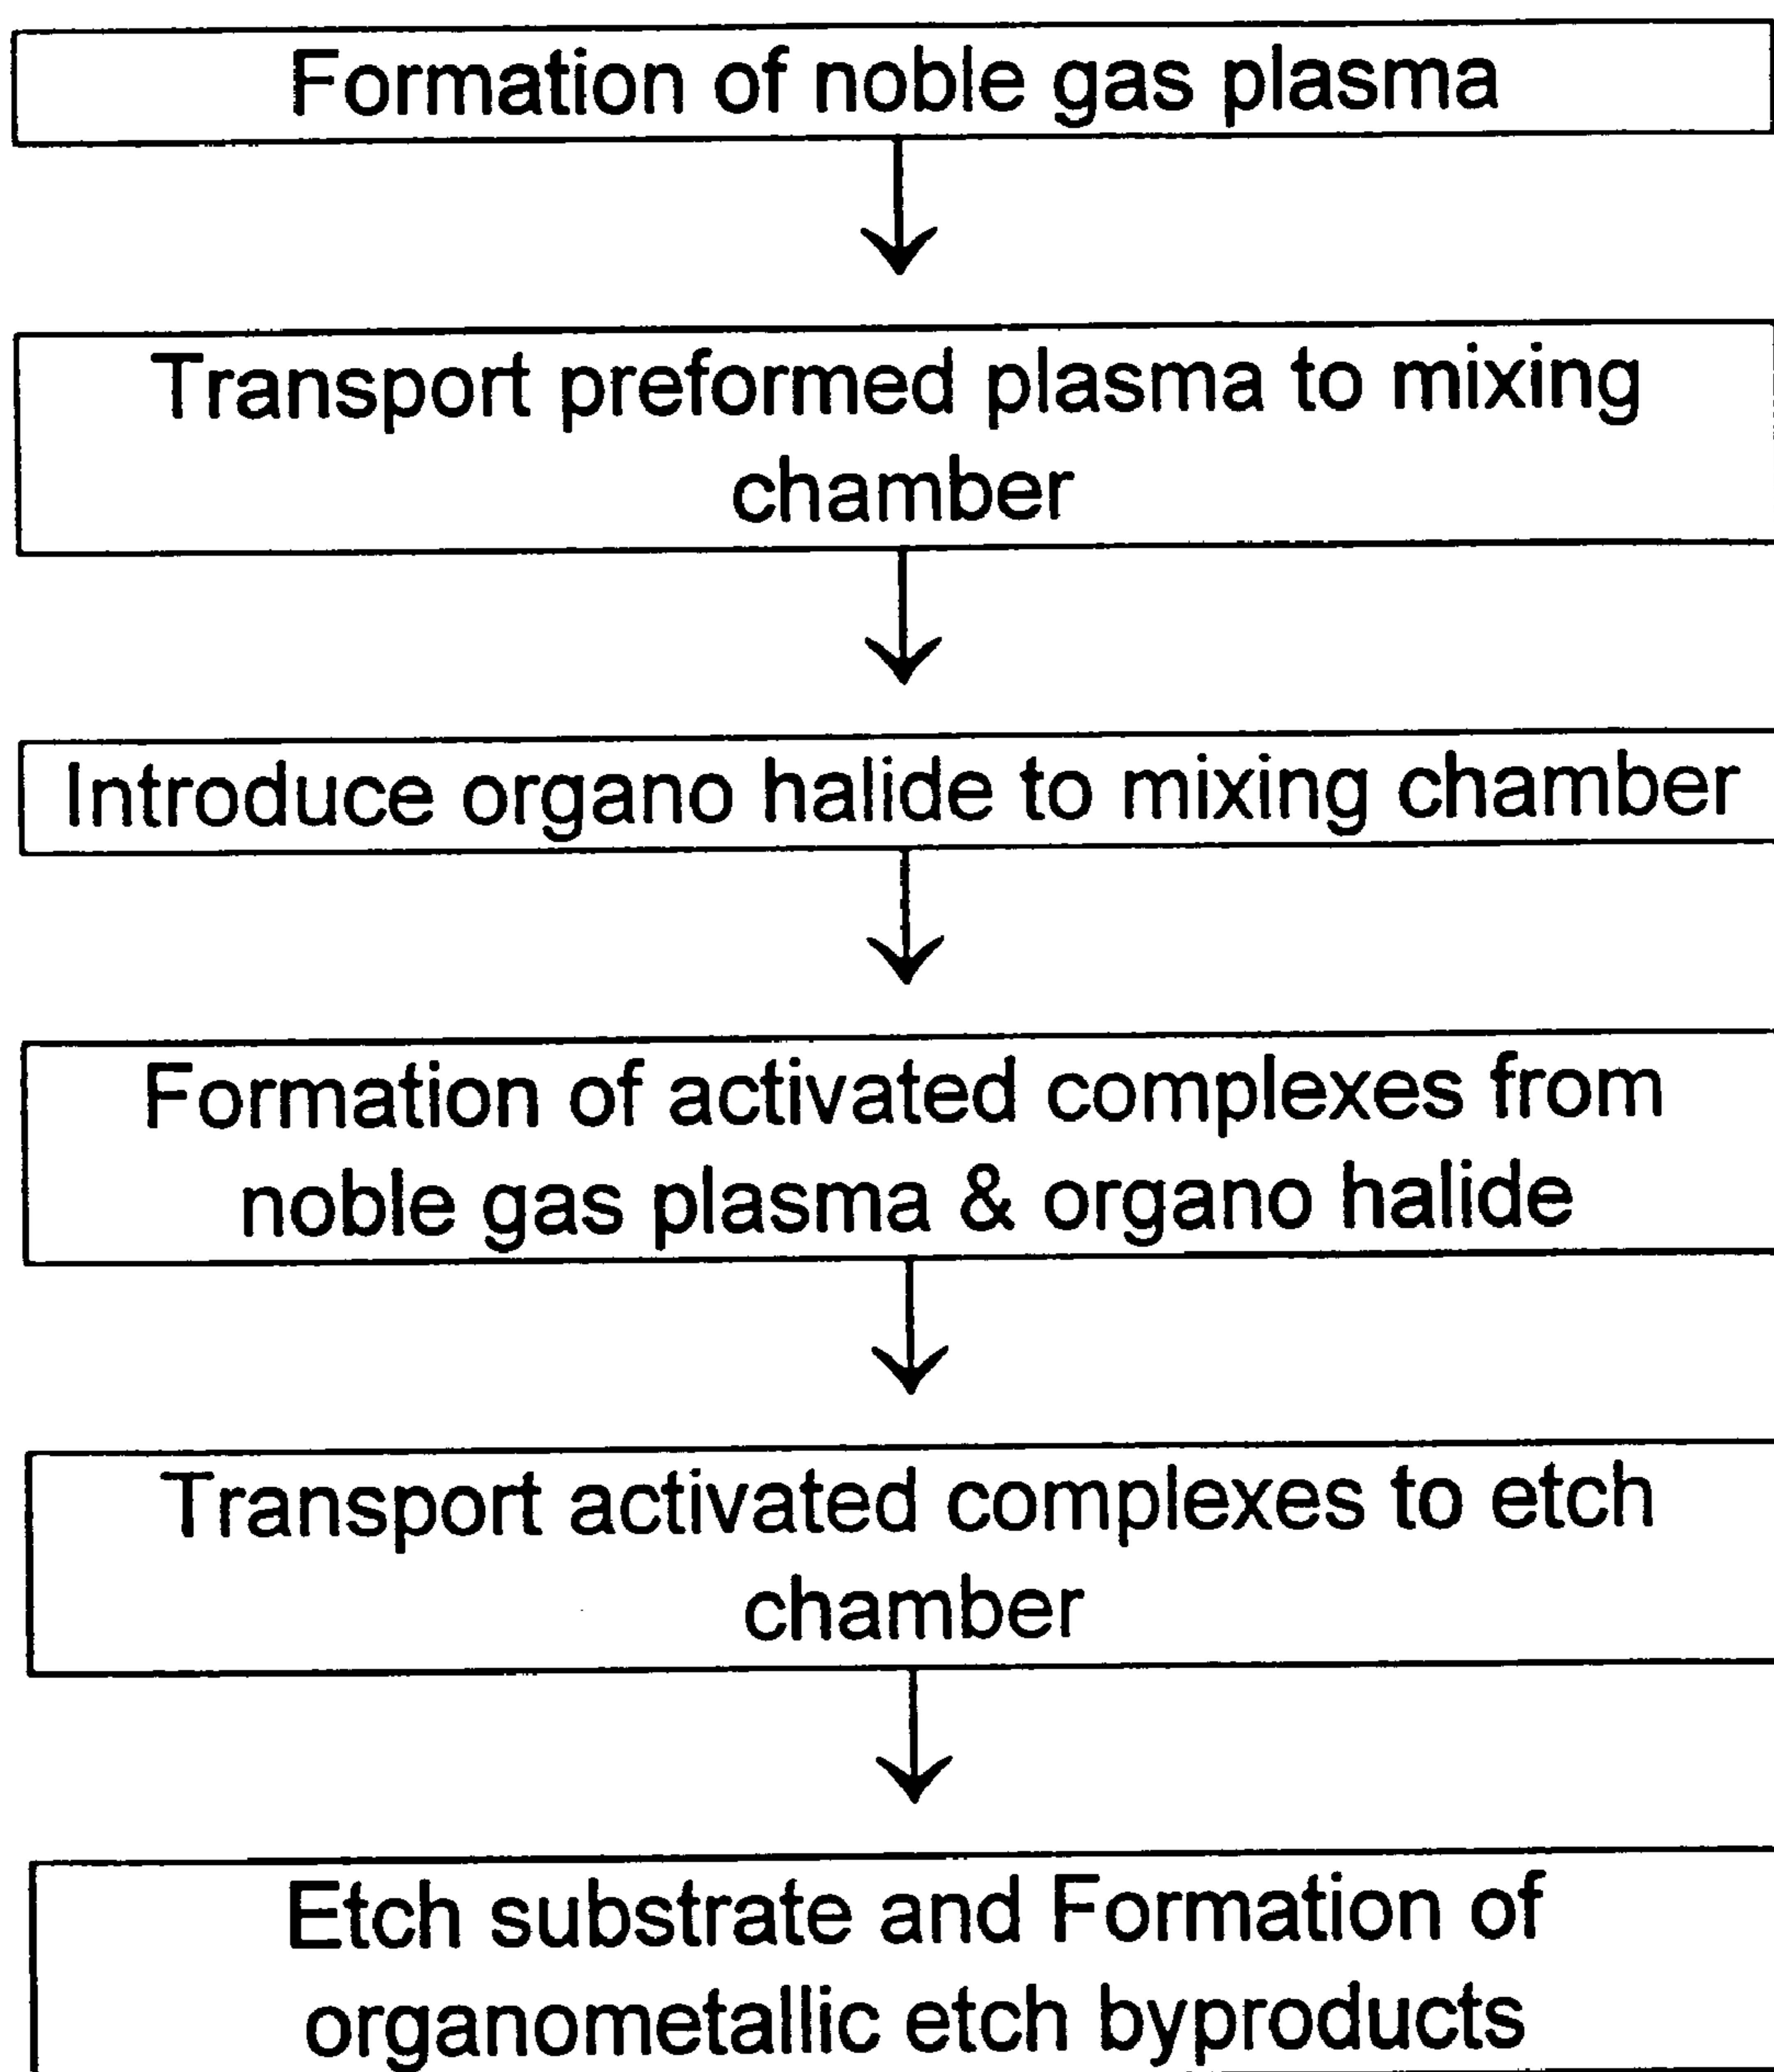 Formation of noble gas plasma
Transport preformed plasma to mixing
chamber
Introduce organo halide to mixing chamber
Formation of activated complexes from
noble gas plasma & organo halide
Transport activated complexes to etch
chamber
Etch substrate and Formation of
organometallic etch byproducts